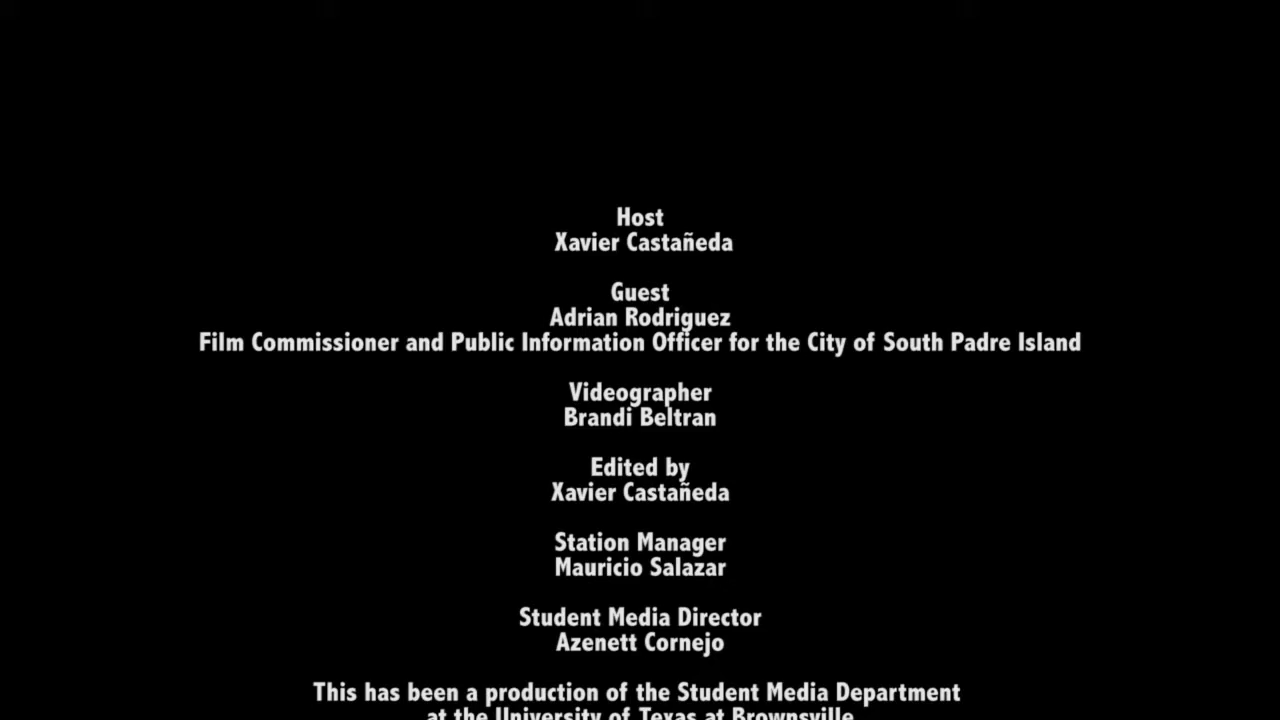 Host
Xavier Castañeda
Guest
Adrian Rodriguez
Film Commissioner and Public Information Officer for the City of South Padre Island
Videographer
Brandi Beltran
Edited by
Xavier Castañeda
Station Manager
Mauricio Salazar
Student Media Director
Azenett Cornejo
This has been a production of the Student Media Department
at the University of Texas at Brownsville